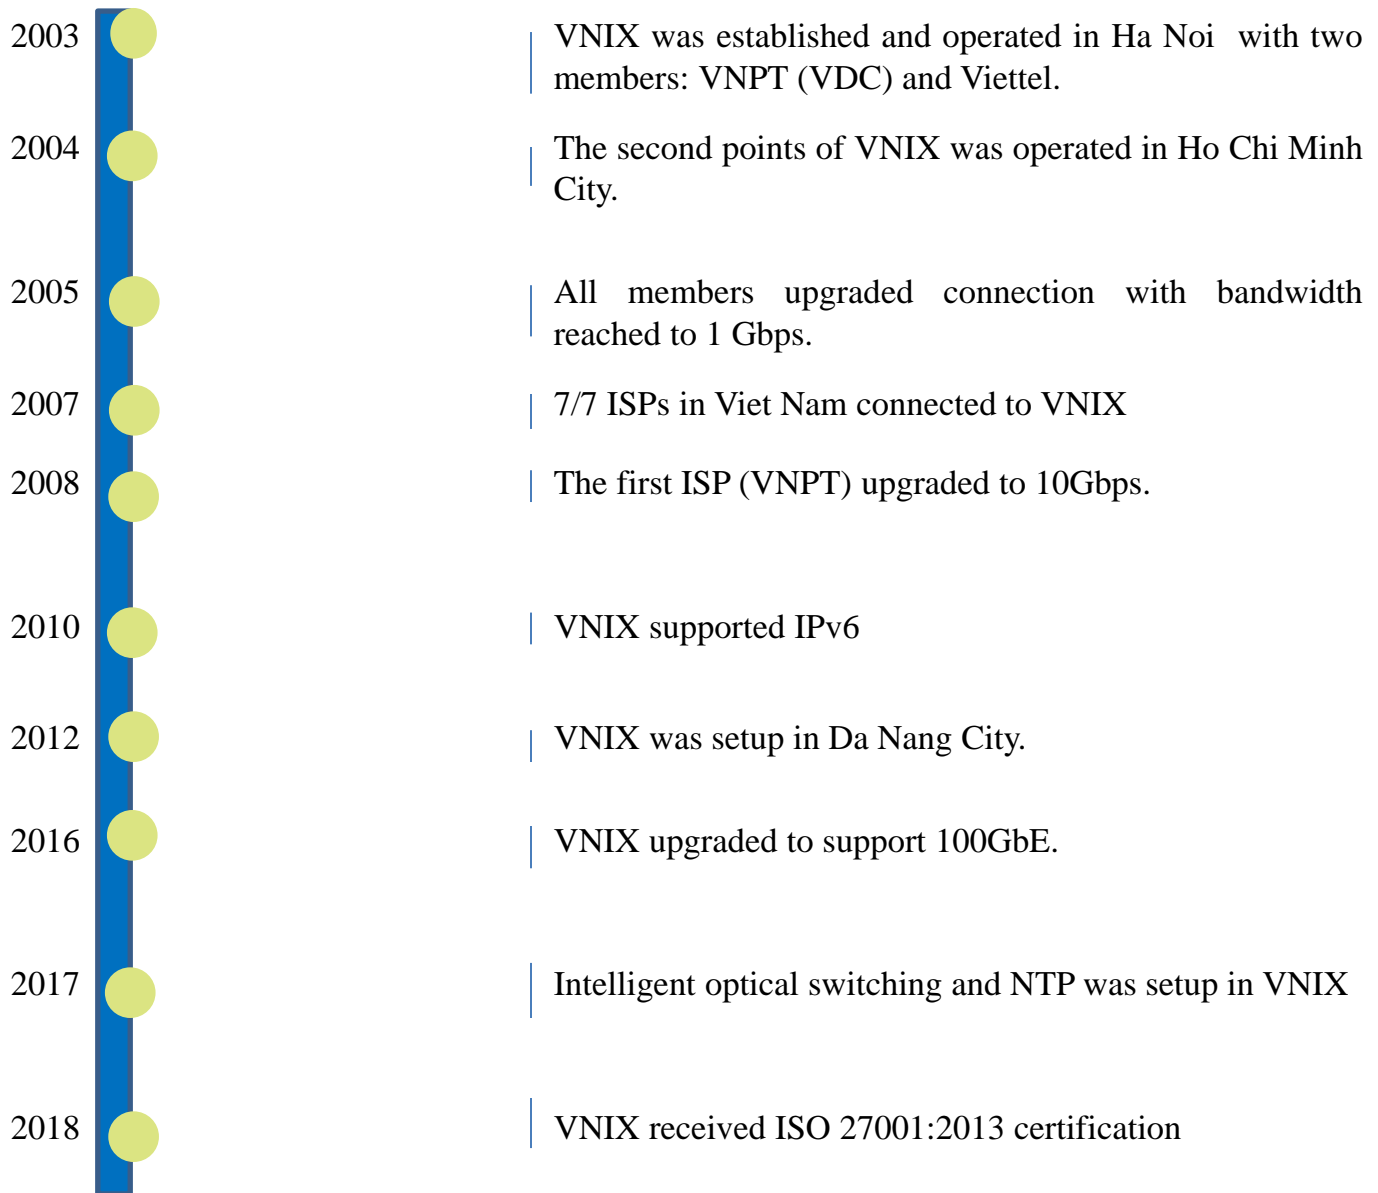 2003
VNIX was established and operated in Ha Noi with two
members: VNPT (VDC) and Viettel.
2004
The second points of VNIX was operated in Ho Chi Minh
City.
2005
All members upgraded connection with bandwidth
reached to 1 Gbps.
2007
7/7 ISPs in Viet Nam connected to VNIX
2008
The first ISP (VNPT) upgraded to 10Gbps.
2010
VNIX supported IPv6
2012
VNIX was setup in Da Nang City.
2016
VNIX upgraded to support 100GbE.
2017
Intelligent optical switching and NTP was setup in VNIX
2018
VNIX received ISO 27001:2013 certification